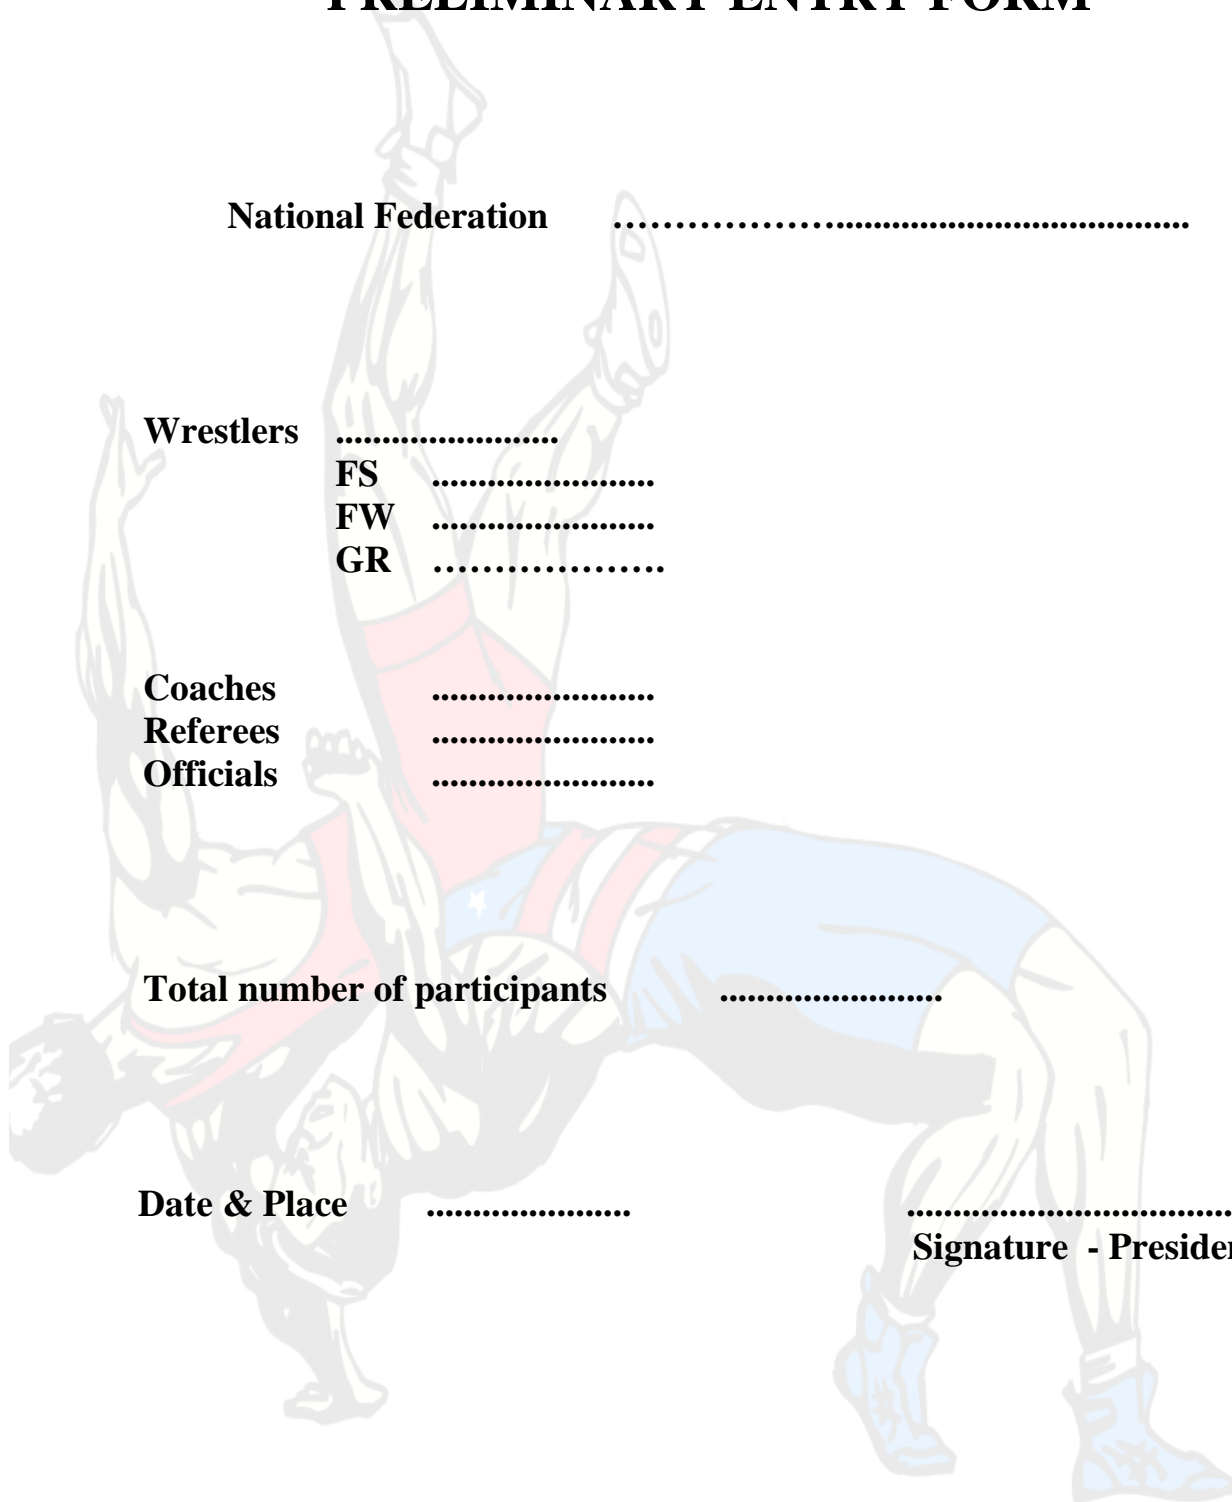 PRELIMINARY ENTRY FORM
National Federation ………………......................................
Wrestlers ........................
FS ........................
FW ........................
GR ……………….
Coaches ........................
Referees ........................
Officials ........................
Total number of participants ........................
Date & Place ...................... ...................................
Signature - Presiden